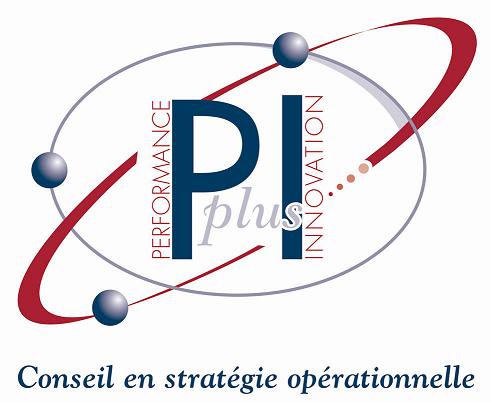 PERFORMANCE
PI
plus
INNOVATION
Conseil en stratégie opérationnelle